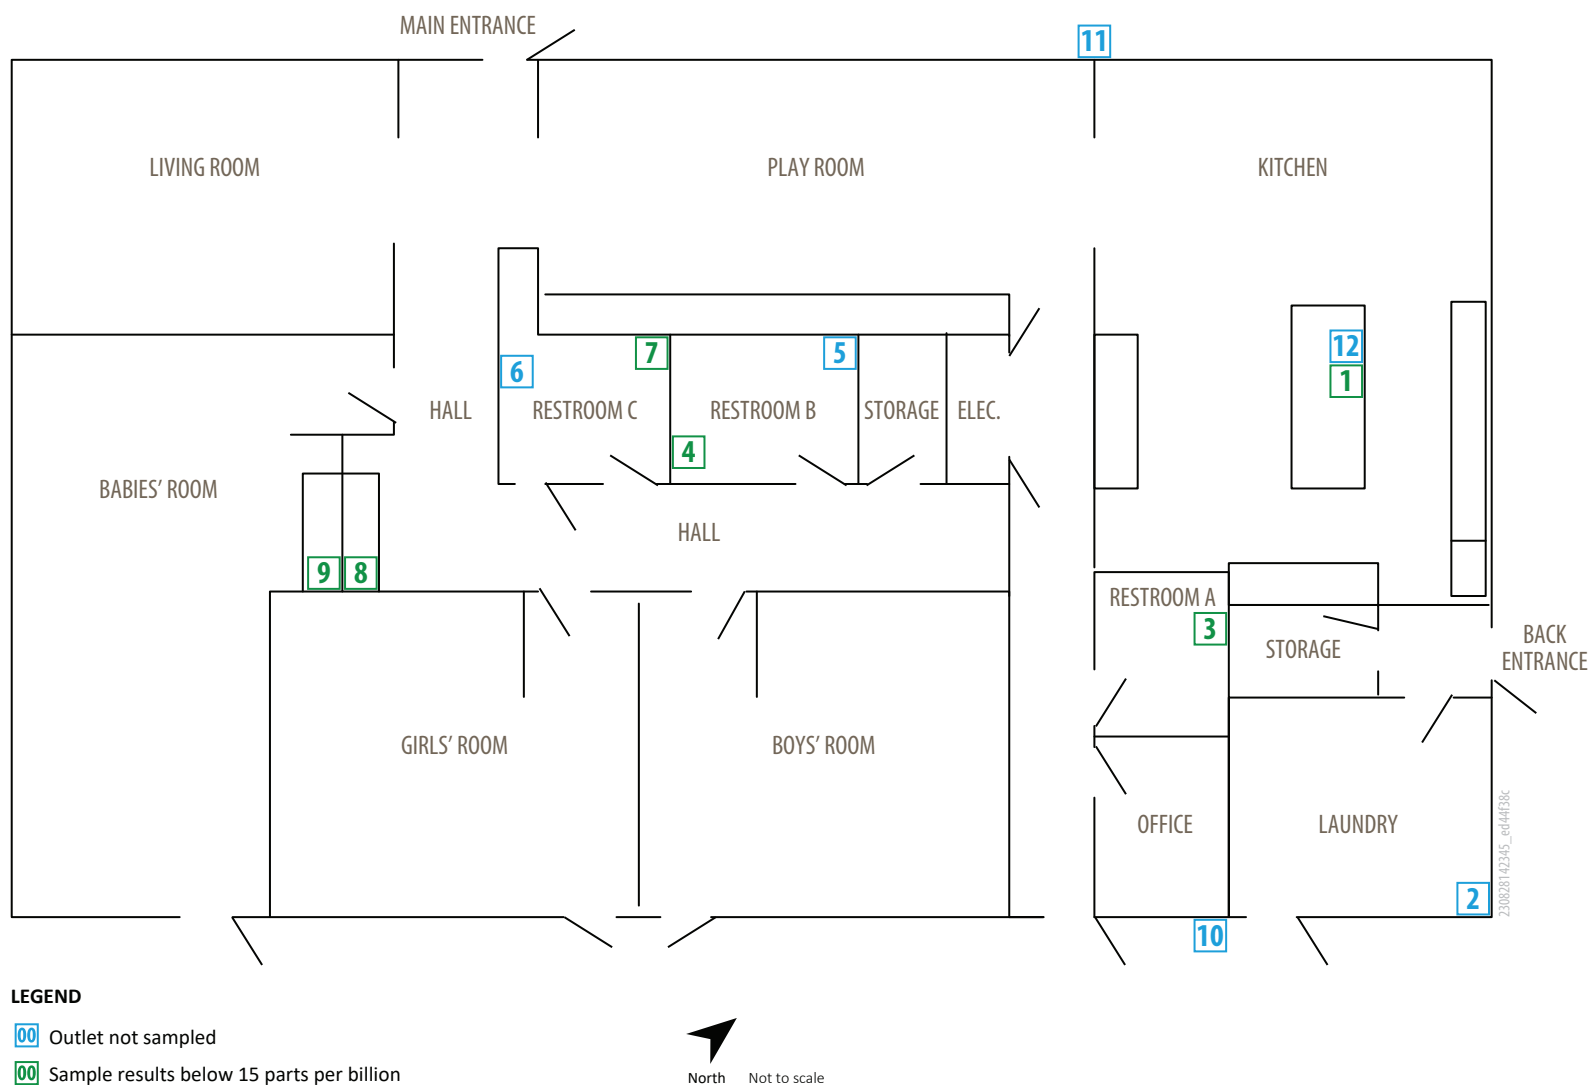 MAIN ENTRANCE
11
LIVING ROOM
PLAY ROOM
KITCHEN
7
5
12
6
1
HALL
RESTROOM C
RESTROOM B
STORAGE
ELEC.
4
BABIES’ ROOM
HALL
9
8
RESTROOM A
3
STORAGE
BACK
ENTRANCE
GIRLS’ ROOM
BOYS’ ROOM
OFFICE
LAUNDRY
230828142345_ed44f38c
2
10
LEGEND
00 Outlet not sampled
00 Sample results below 15 parts per billion
North Not to scale